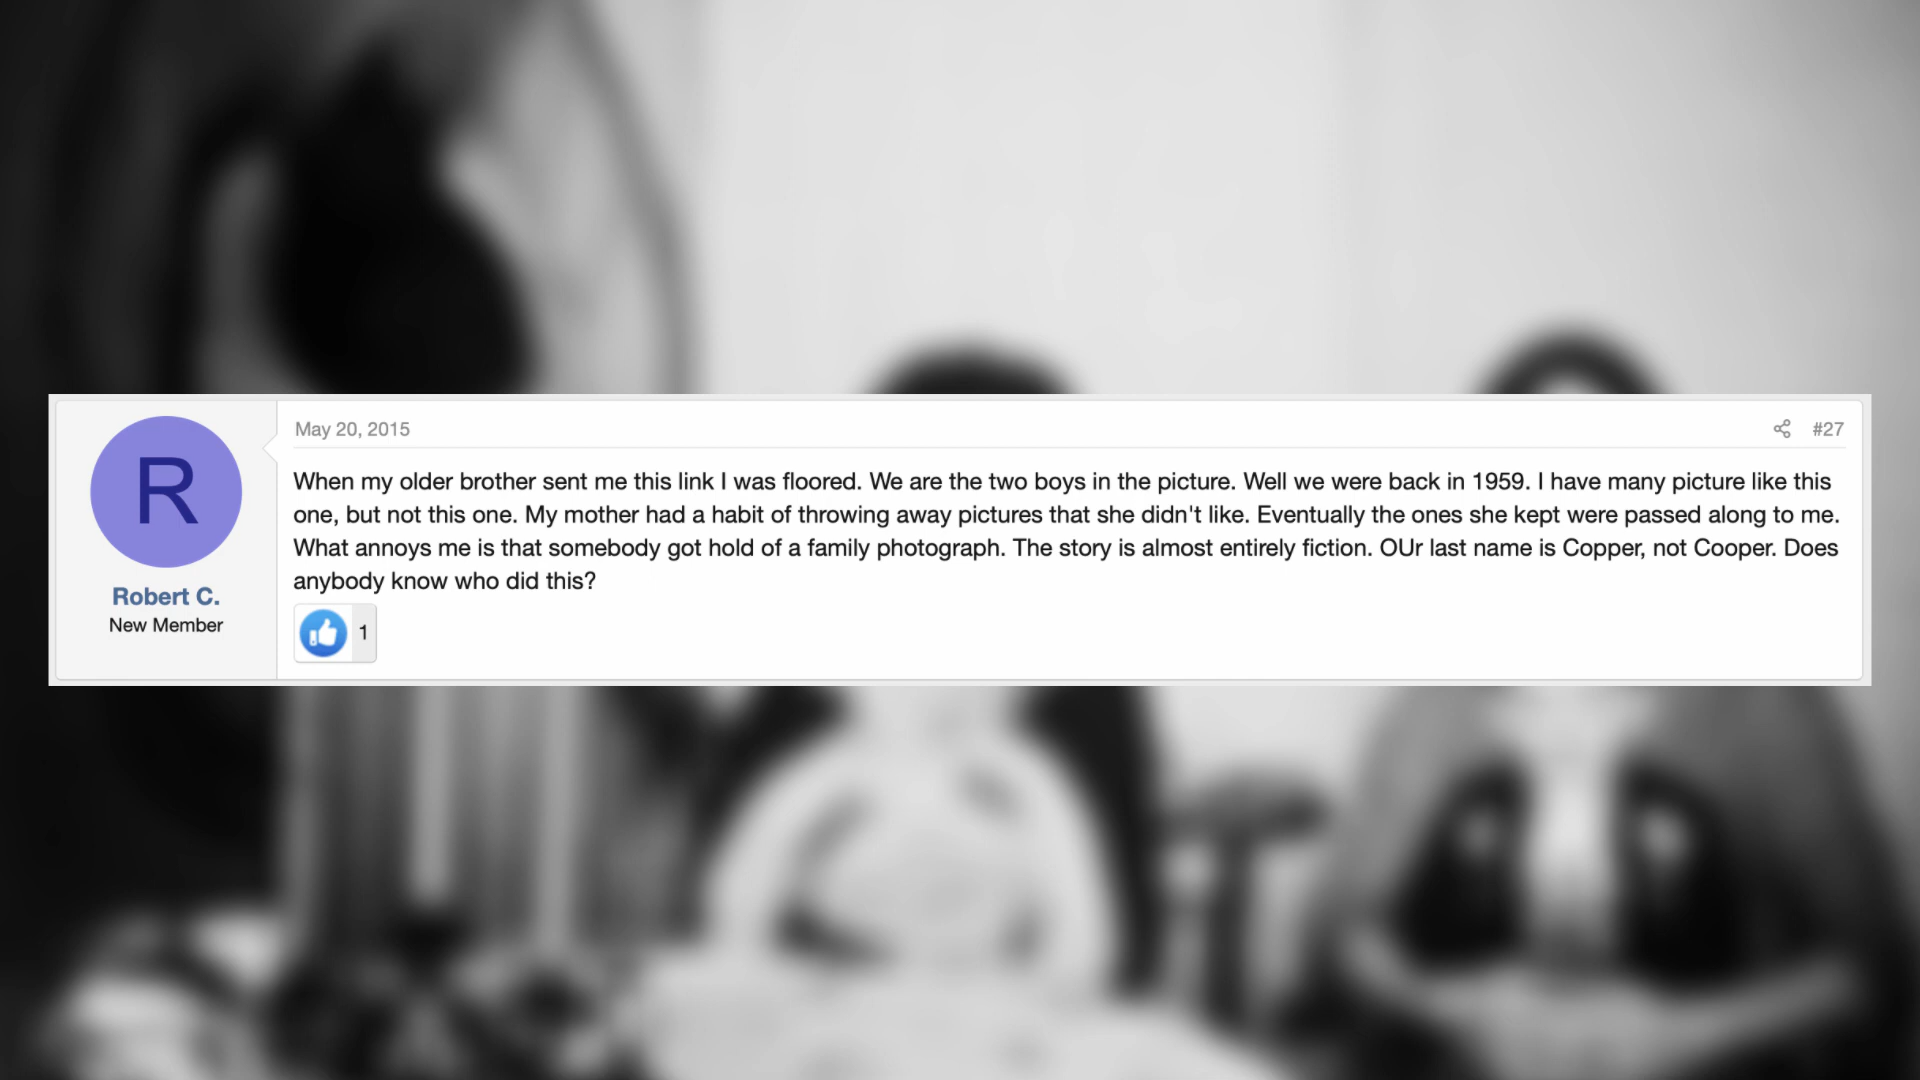 R
Robert C.
New Member
May 20, 2015
#27
When my older brother sent me this link I was floored. We are the two boys in the picture. Well we were back in 1959. I have many picture like this
one, but not this one. My mother had a habit of throwing away pictures that she didn't like. Eventually the ones she kept were passed along to me.
What annoys me is that somebody got hold of a family photograph. The story is almost entirely fiction. OUr last name is Copper, not Cooper. Does
anybody know who did this?
1